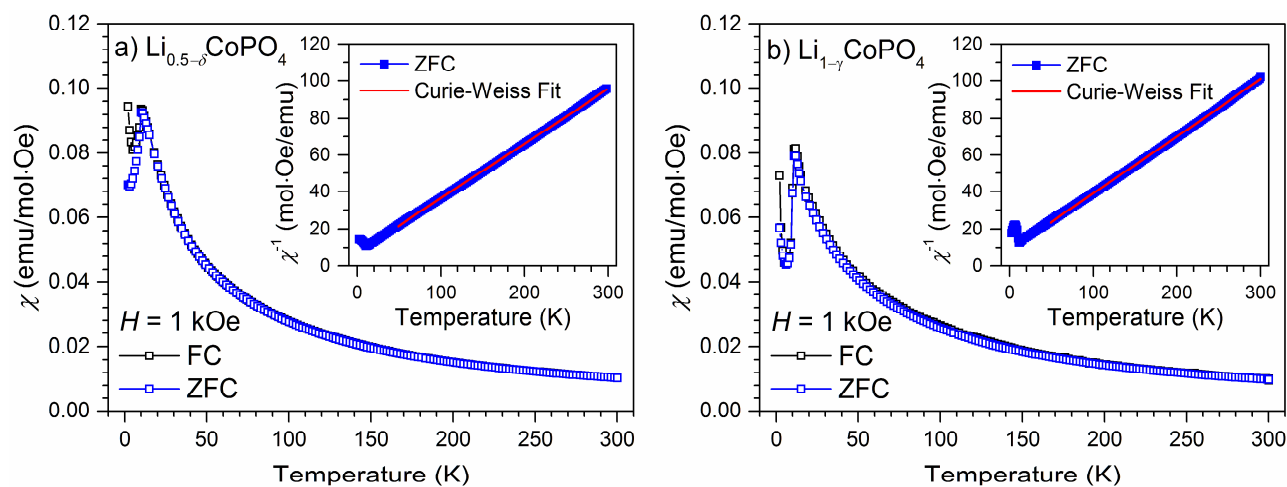 a) Li0.5−δCoPO4
0.12
0.10
0.08
0.06
0.04
0.02
0.00
χ (emu/mol·Oe)
0 50 100 150 200 250 300
Temperature (K)
H = 1 kOe
FC
ZFC
120
100
80
60
40
20
0
χ-1 (mol·Oe/emu)
ZFC
Curie-Weiss Fit
0 100 200 300
Temperature (K)
b) Li1−γCoPO4
0.12
0.10
0.08
0.06
0.04
0.02
0.00
χ (emu/mol·Oe)
0 50 100 150 200 250 300
Temperature (K)
H = 1 kOe
FC
ZFC
120
100
80
60
40
20
0
χ-1 (mol·Oe/emu)
ZFC
Curie-Weiss Fit
0 100 200 300
Temperature (K)